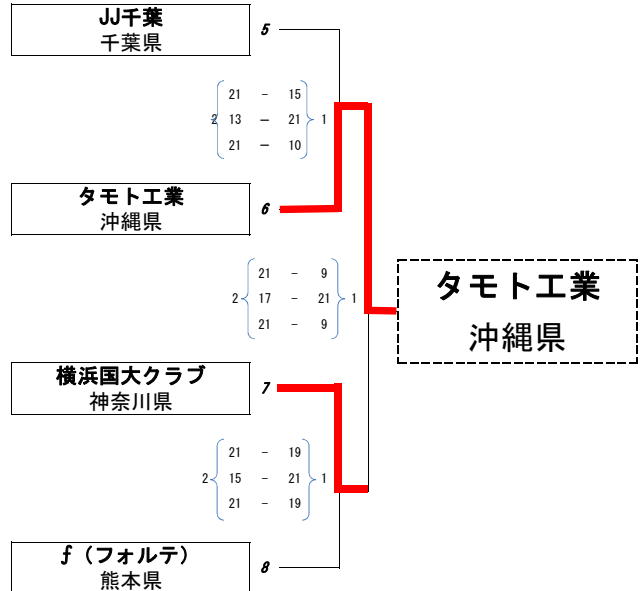 JJ千葉
千葉県
5
21 - 15
2 13 - 21 1
21 - 10
タモト工業
沖縄県
6
21 - 9
2 17 - 21 1
21 - 9
タモト工業
沖縄県
横浜国大クラブ
神奈川県
7
21 - 19
2 15 - 21 1
21 - 19
∮（フォルテ）
熊本県
8